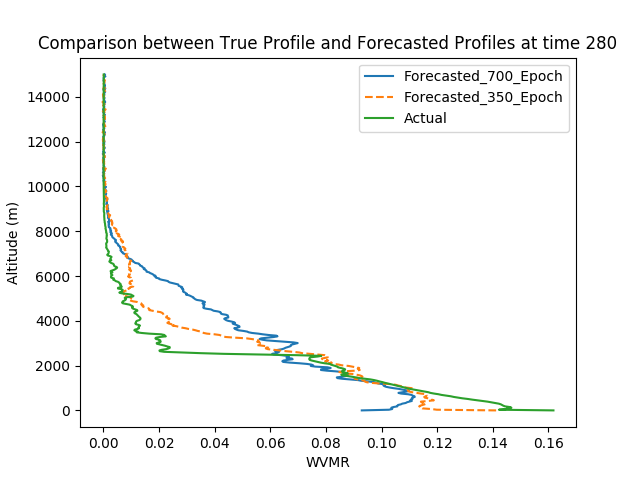 Comparison between True Profile and Forecasted Profiles at time 280
Forecasted_700_Epoch
Forecasted_350_Epoch
Actual
Altitude (m)
14000
12000
10000
8000
6000
4000
2000
0
0.00 0.02 0.04 0.06 0.08 0.10 0.12 0.14 0.16
WVMR